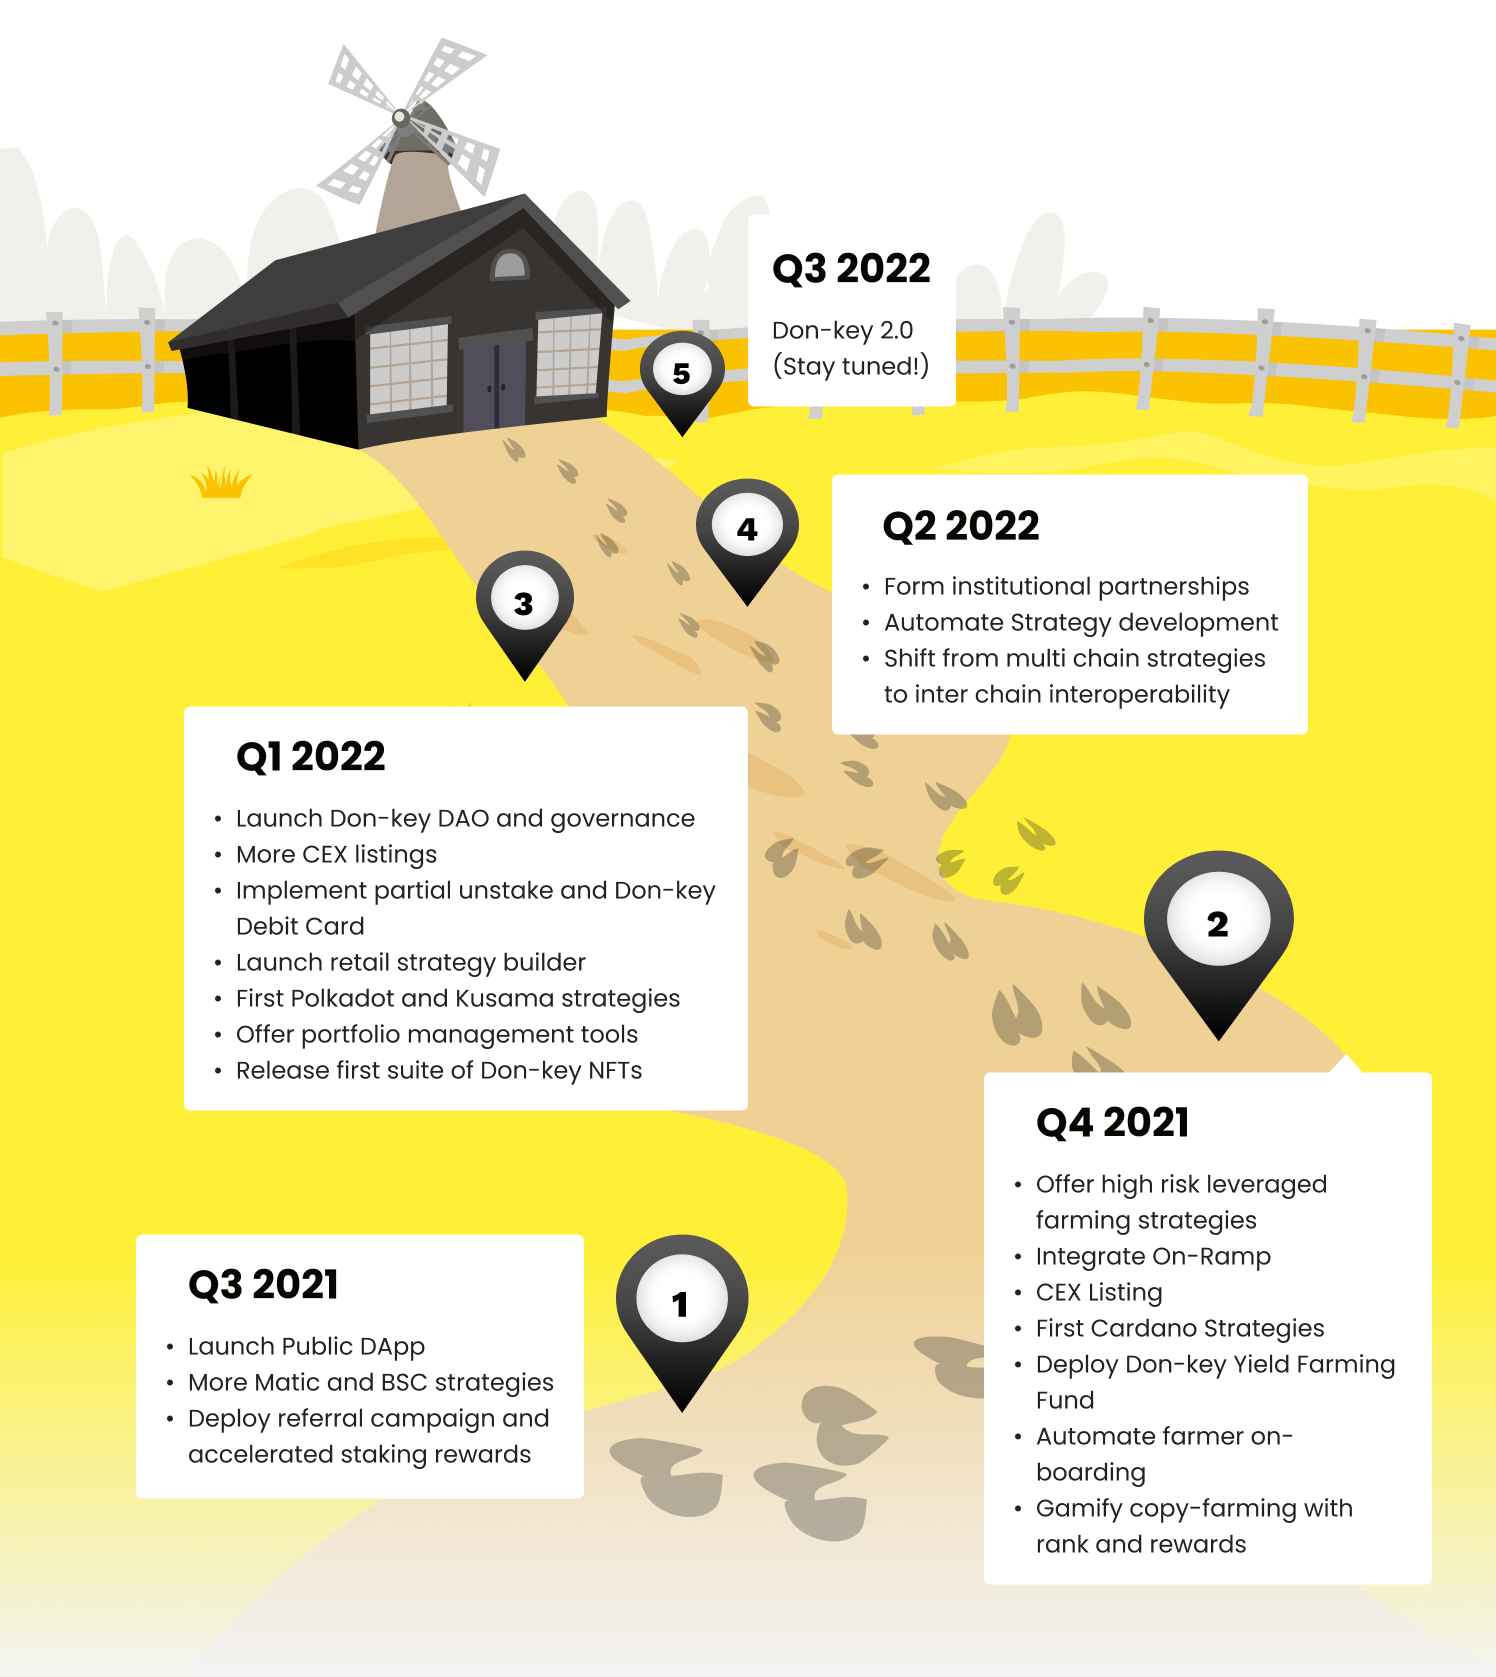 Q3 2022
Don-key 2.0
(Stay tuned!)
5
4
Q2 2022
• Form institutional partnerships
• Automate Strategy development
• Shift from multi chain strategies
to inter chain interoperability
3
Q1 2022
• Launch Don-key DAO and governance
• More CEX listings
• Implement partial unstake and Don-key
Debit Card
• Launch retail strategy builder
• First Polkadot and Kusama strategies
• Offer portfolio management tools
• Release first suite of Don-key NFTs
2
Q4 2021
• Offer high risk leveraged
farming strategies
• Integrate On-Ramp
• CEX Listing
• First Cardano Strategies
• Deploy Don-key Yield Farming
Fund
• Automate farmer on-
boarding
• Gamify copy-farming with
rank and rewards
1
Q3 2021
• Launch Public DApp
• More Matic and BSC strategies
• Deploy referral campaign and
accelerated staking rewards